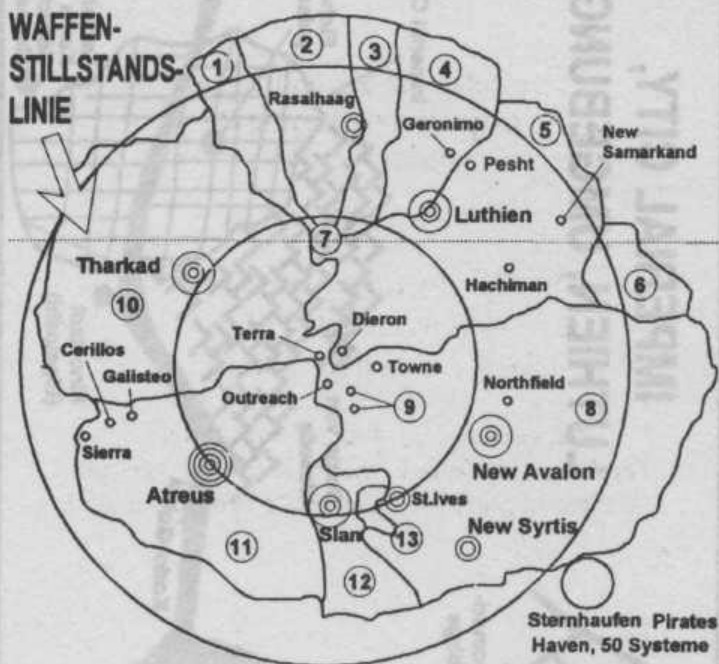 WAFFEN-
STILLSTANDS-
LINIE
1
2
3
4
5
Rasalhaag
Geronimo
Pesht
New
Samarkand
Luthien
7
Tharkad
10
Hachiman
6
Terra
Dieron
Cerillos
Galisteo
Towne
Outreach
9
Northfield
8
Sierra
New Avalon
Atreus
St.Ives
Sian
New Syrtis
11
13
12
Sternhaufen Pirates
Haven, 50 Systeme